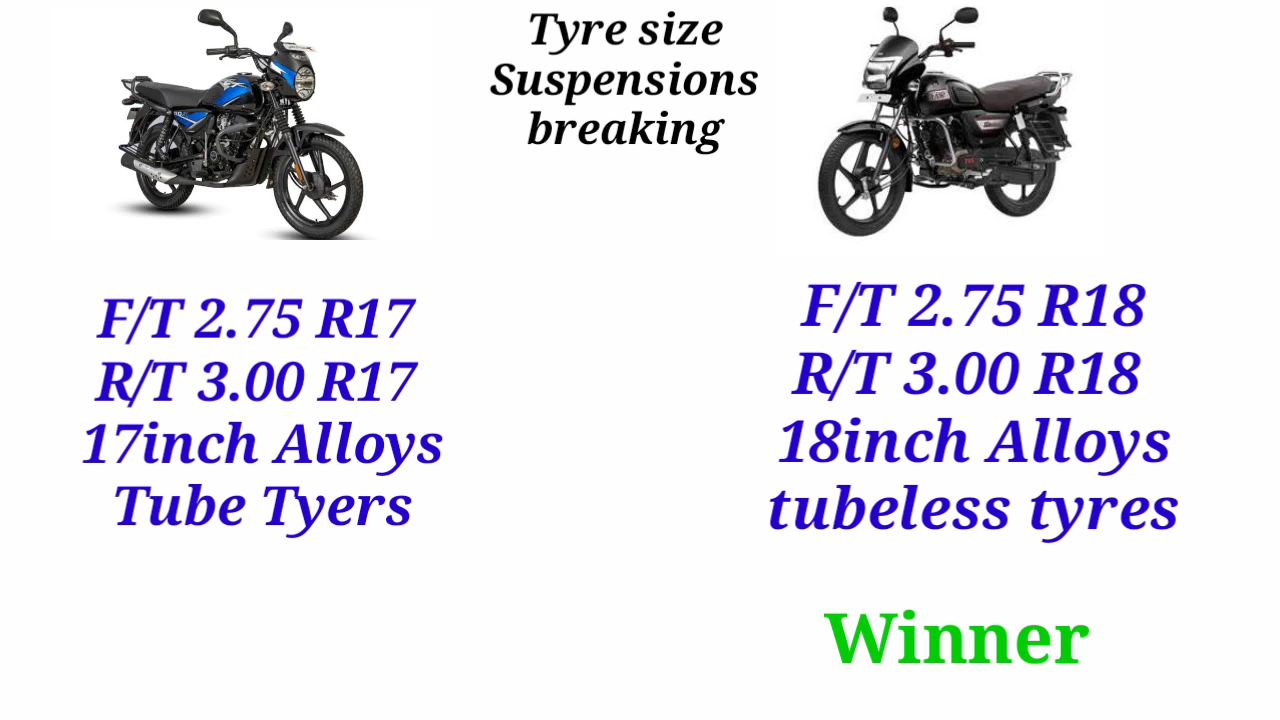 Tyre size
Suspensions
breaking
F/T 2.75 R17
R/T 3.00 R17
17inch Alloys
Tube Tyers
F/T 2.75 R18
R/T 3.00 R18
18inch Alloys
tubeless tyres
Winner